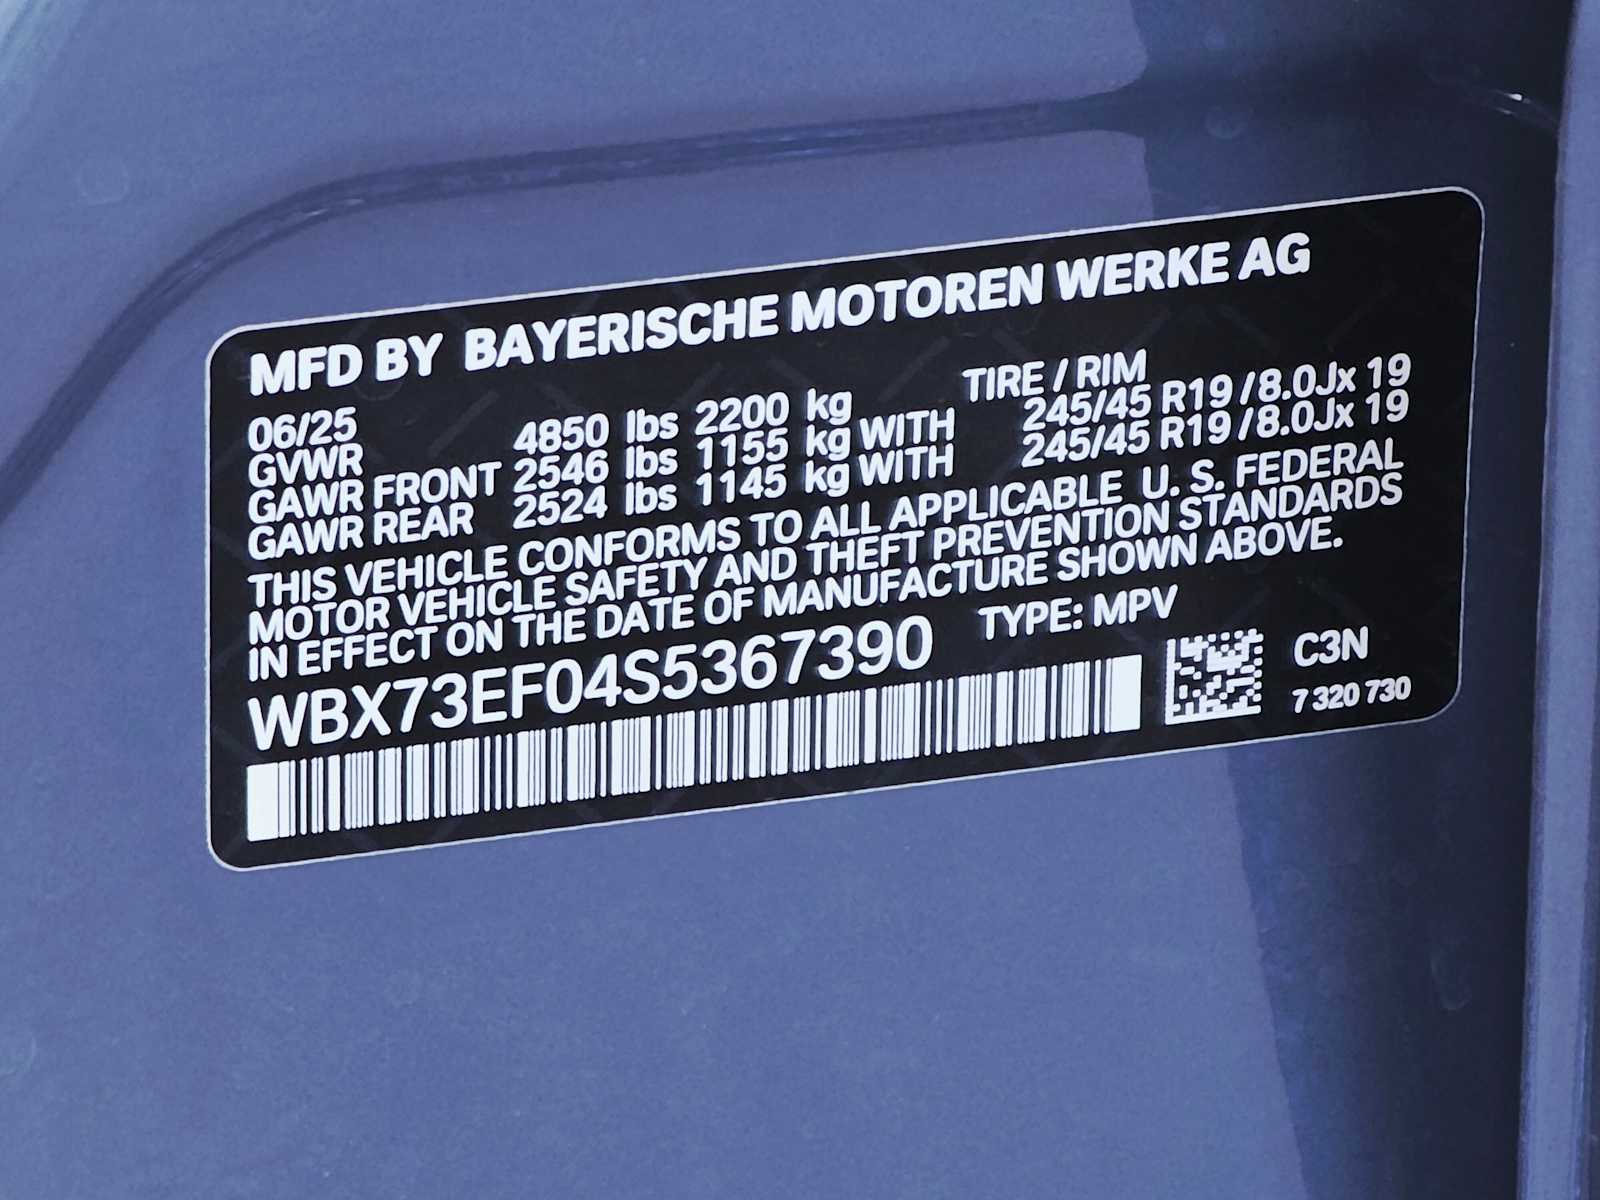 MFD BY BAYERISCHE MOTOREN WERKE AG
06/25 TIRE / RIM
GVWR 4850 lbs 2200 kg
GAWR FRONT 2546 lbs 1155 kg WITH 245/45 R19 / 8.0Jx 19
GAWR REAR 2524 lbs 1145 kg WITH 245/45 R19 / 8.0Jx 19
THIS VEHICLE CONFORMS TO ALL APPLICABLE U. S. FEDERAL
MOTOR VEHICLE SAFETY AND THEFT PREVENTION STANDARDS
IN EFFECT ON THE DATE OF MANUFACTURE SHOWN ABOVE.
WBX73EF04S5367390 TYPE: MPV
C3N
7 320 730